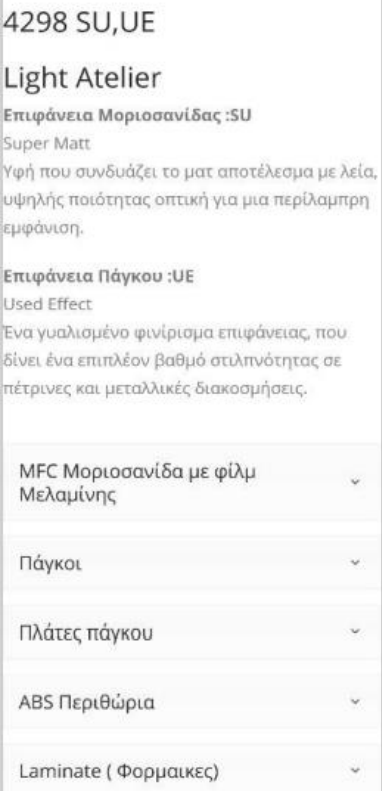 4298 SU,UE
Light Atelier
Επιφάνεια Μοριοσανίδας :SU
Super Matt
Υφή που συνδυάζει το ματ αποτέλεσμα με λεία,
υψηλής ποιότητας οπτική για μια περίλαμπρη
εμφάνιση.
Επιφάνεια Πάγκου :UE
Used Effect
Ένα γυαλισμένο φινίρισμα επιφάνειας, που
δίνει ένα επιπλέον βαθμό στιλπνότητας σε
πέτρινες και μεταλλικές διακοσμήσεις.
MFC Μοριοσανίδα με φίλμ
Μελαμίνης
Πάγκοι
Πλάτες πάγκου
ABS Περιθώρια
Laminate ( Φορμαικες)